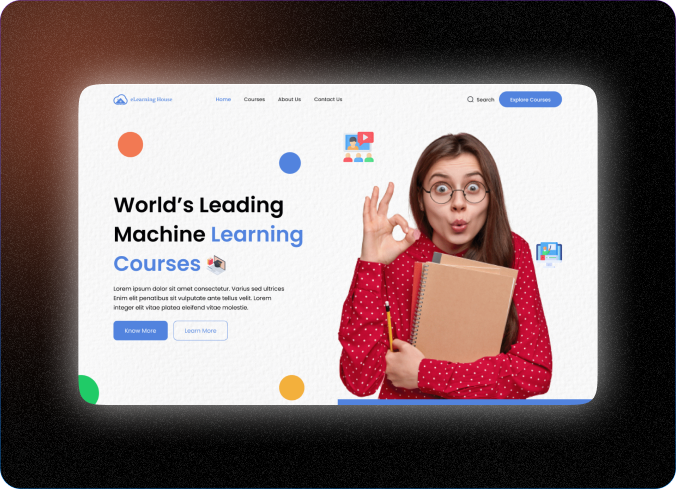 eLearning House
Home Courses About Us Contact Us
Search
Explore Courses
World's Leading
Machine Learning
Courses
Lorem ipsum dolor sit amet consectetur. Varius sed ultrices
Enim elit penatibus sit vulputate ante tellus velit. Lorem
integer elit vitae platea eleifend vitae molestie.
Know More
Learn More